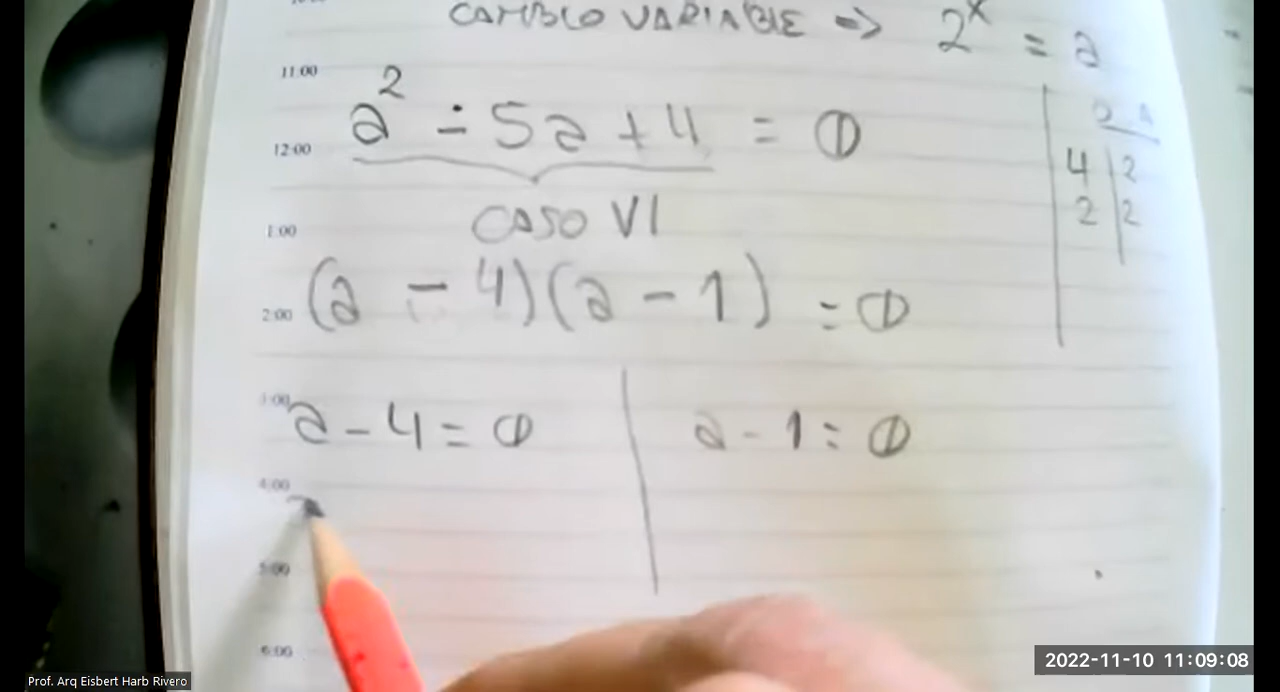 CAMBIO VARIABLE => 2^x = a
11:00
a² - 5a + 4 = 0
12:00
4 | 2
2 | 2
CASO VI
1:00
(a - 4)(a - 1) = 0
2:00
3:00
a - 4 = 0
a - 1 = 0
4:00
5:00
6:00
2022-11-10 11:09:08
Prof. Arq Eisbert Harb Rivero